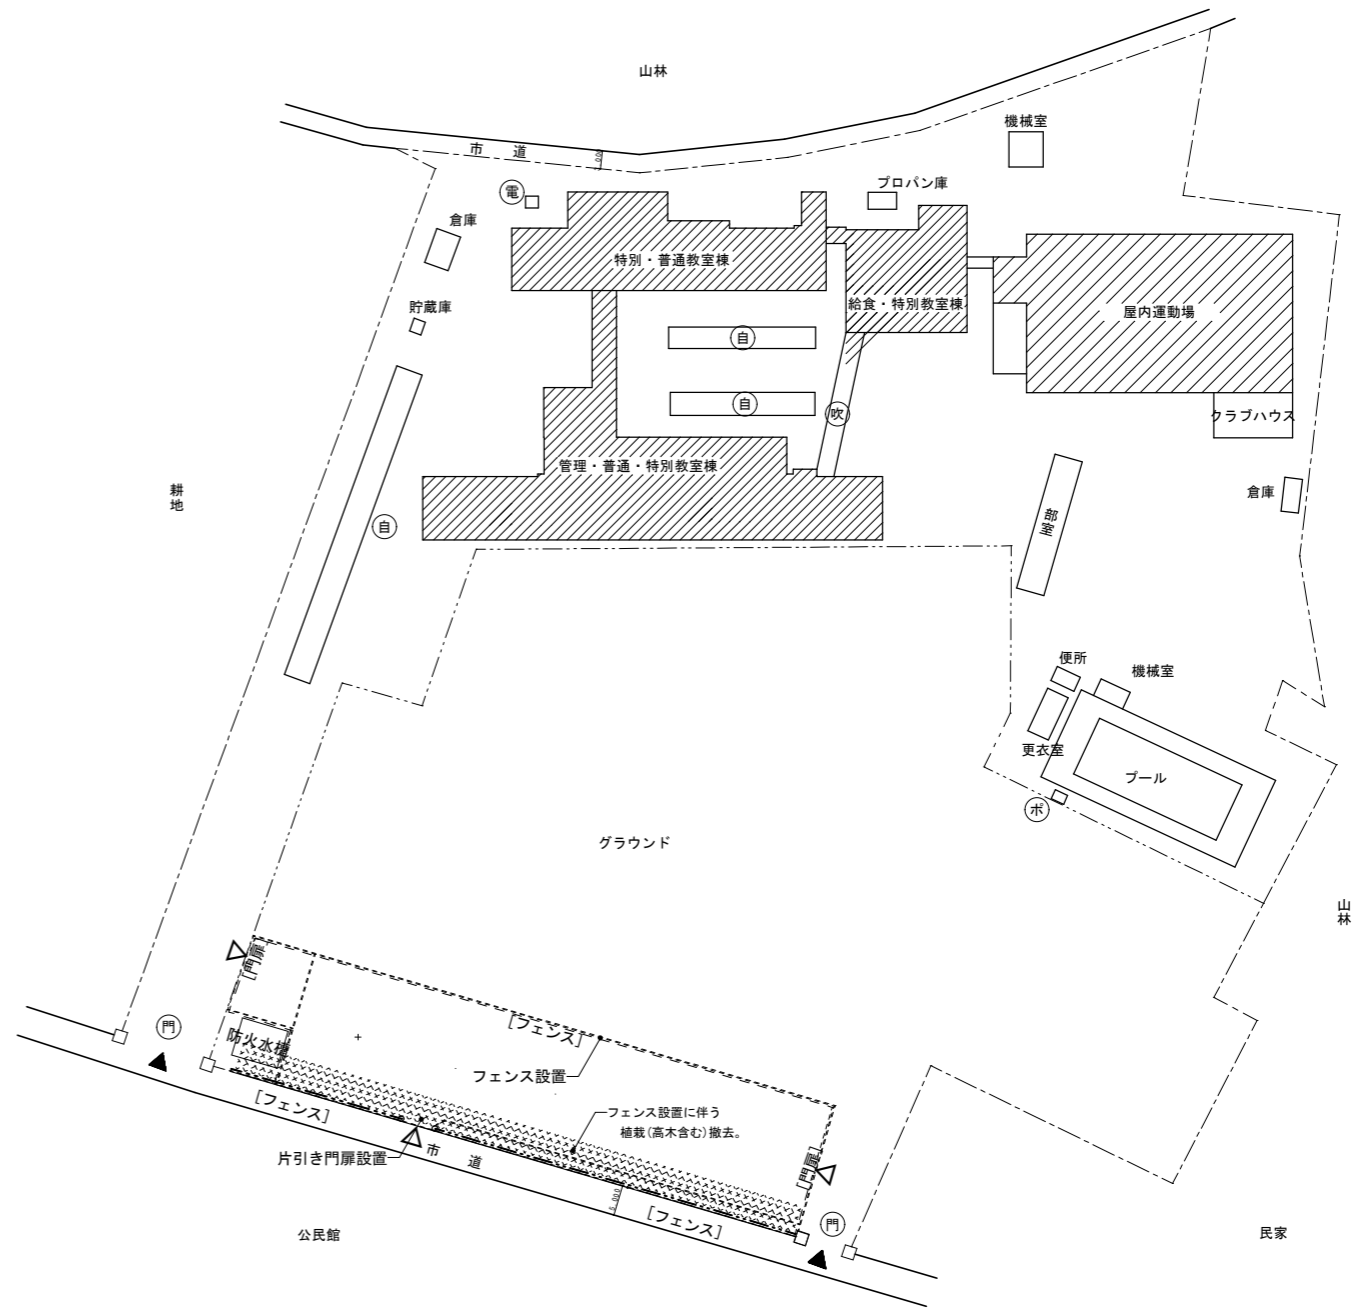 山林
機械室
市 道
プロパン庫
電
倉庫
特別・普通教室棟
貯蔵庫
給食・特別教室棟
屋内運動場
自
自
吹
クラブハウス
管理・普通・特別教室棟
耕地
自
倉庫
部室
便所
機械室
更衣室
プール
ポ
グラウンド
山林
[門扉]
門
防火水槽
[フェンス]
フェンス設置
[フェンス]
フェンス設置に伴う
植栽(高木含む)撤去。
片引き門扉設置
市 道
[門扉]
5,000
[フェンス]
門
公民館
民家